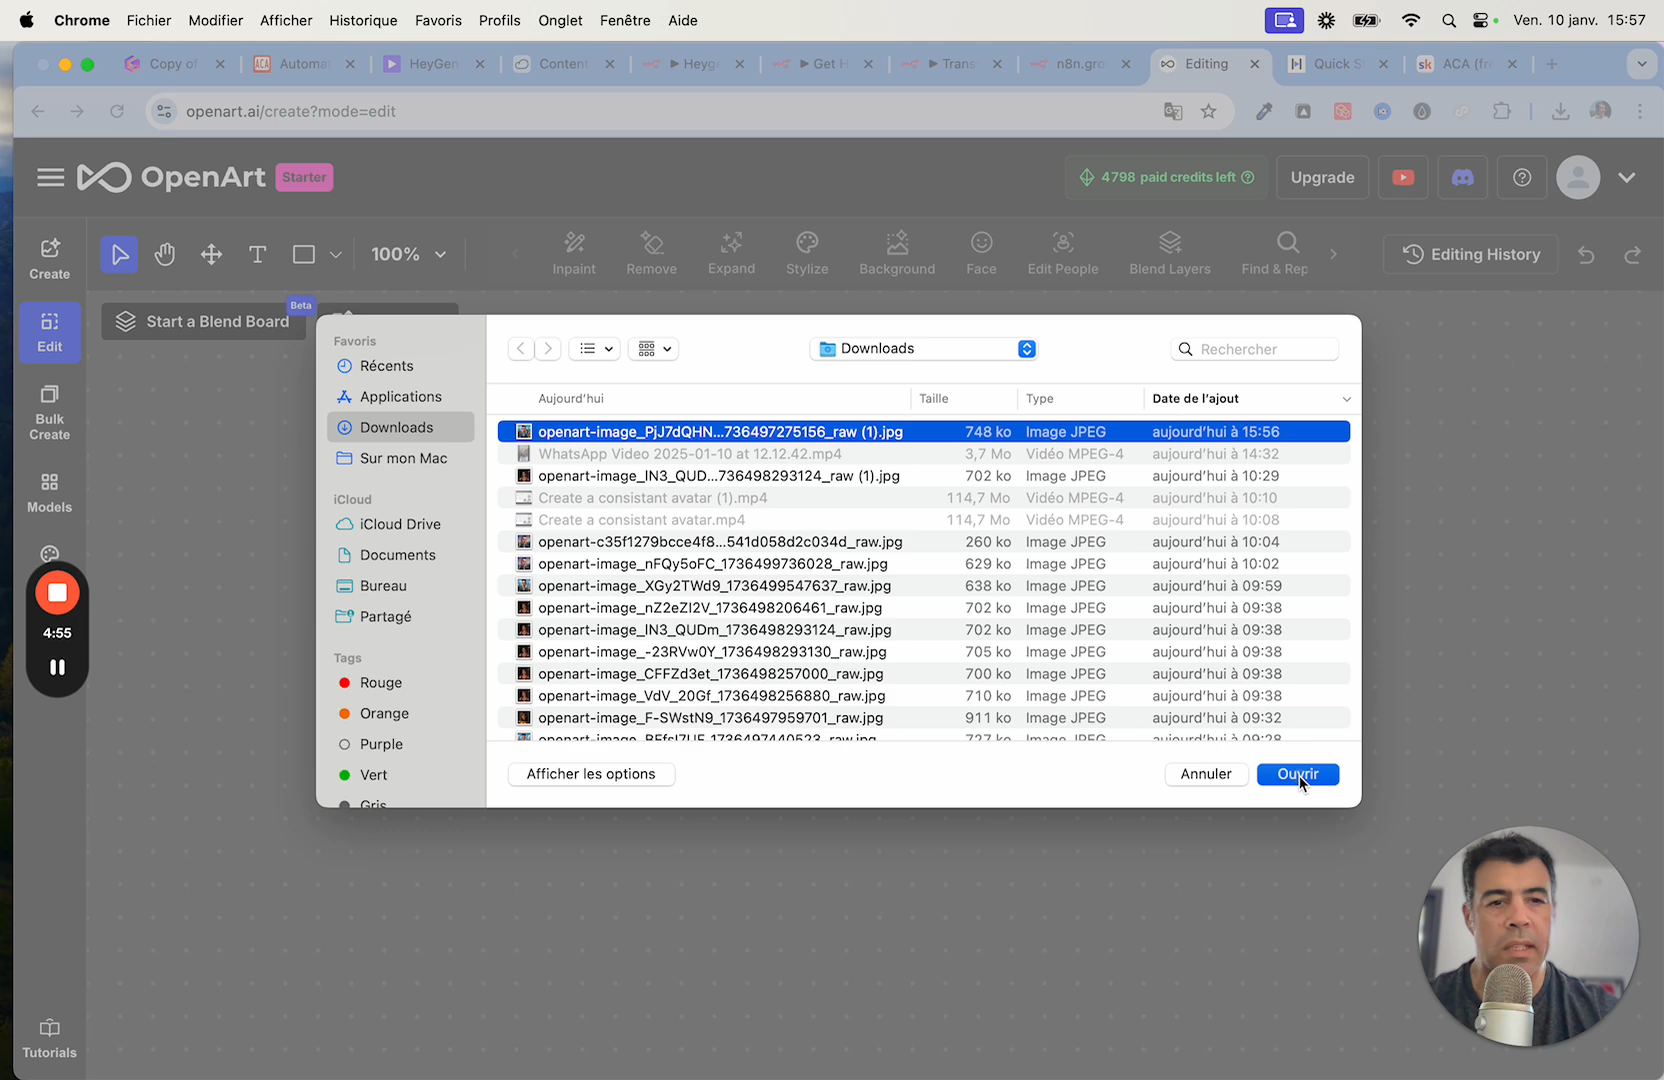 Chrome Fichier Modifier Afficher Historique Favoris Profils Onglet Fenêtre Aide Ven. 10 janv. 15:57
Copy of Automa HeyGen Content Heyg Get H Trans n8n.gro Editing Quick S ACA (fr
openart.ai/create?mode=edit
OpenArt Starter 4798 paid credits left Upgrade
100%
Inpaint Remove Expand Stylize Background Face Edit People Blend Layers Find & Rep
Editing History
Create
Edit
Bulk Create
Models
Tutorials
Start a Blend Board Beta
4:55
Favoris
Récents
Applications
Downloads
Sur mon Mac
iCloud
iCloud Drive
Documents
Bureau
Partagé
Tags
Rouge
Orange
Purple
Vert
Gris
Downloads Rechercher
Aujourd’hui Taille Type Date de l’ajout
openart-image_PjJ7dQHN...736497275156_raw (1).jpg 748 ko Image JPEG aujourd’hui à 15:56
WhatsApp Video 2025-01-10 at 12.12.42.mp4 3,7 Mo Vidéo MPEG-4 aujourd’hui à 14:32
openart-image_IN3_QUD...736498293124_raw (1).jpg 702 ko Image JPEG aujourd’hui à 10:29
Create a consistant avatar (1).mp4 114,7 Mo Vidéo MPEG-4 aujourd’hui à 10:10
Create a consistant avatar.mp4 114,7 Mo Vidéo MPEG-4 aujourd’hui à 10:08
openart-c35f1279bcce4f8...541d058d2c034d_raw.jpg 260 ko Image JPEG aujourd’hui à 10:04
openart-image_nFQy5oFC_1736499736028_raw.jpg 629 ko Image JPEG aujourd’hui à 10:02
openart-image_XGy2TWd9_1736499547637_raw.jpg 638 ko Image JPEG aujourd’hui à 09:59
openart-image_nZ2eZI2V_1736498206461_raw.jpg 702 ko Image JPEG aujourd’hui à 09:38
openart-image_IN3_QUDm_1736498293124_raw.jpg 702 ko Image JPEG aujourd’hui à 09:38
openart-image_-23RVw0Y_1736498293130_raw.jpg 705 ko Image JPEG aujourd’hui à 09:38
openart-image_CFFZd3et_1736498257000_raw.jpg 700 ko Image JPEG aujourd’hui à 09:38
openart-image_VdV_20Gf_1736498256880_raw.jpg 710 ko Image JPEG aujourd’hui à 09:38
openart-image_F-SWstN9_1736497959701_raw.jpg 911 ko Image JPEG aujourd’hui à 09:32
727 ko Image JPEG aujourd’hui à 09:28
Afficher les options Annuler Ouvrir